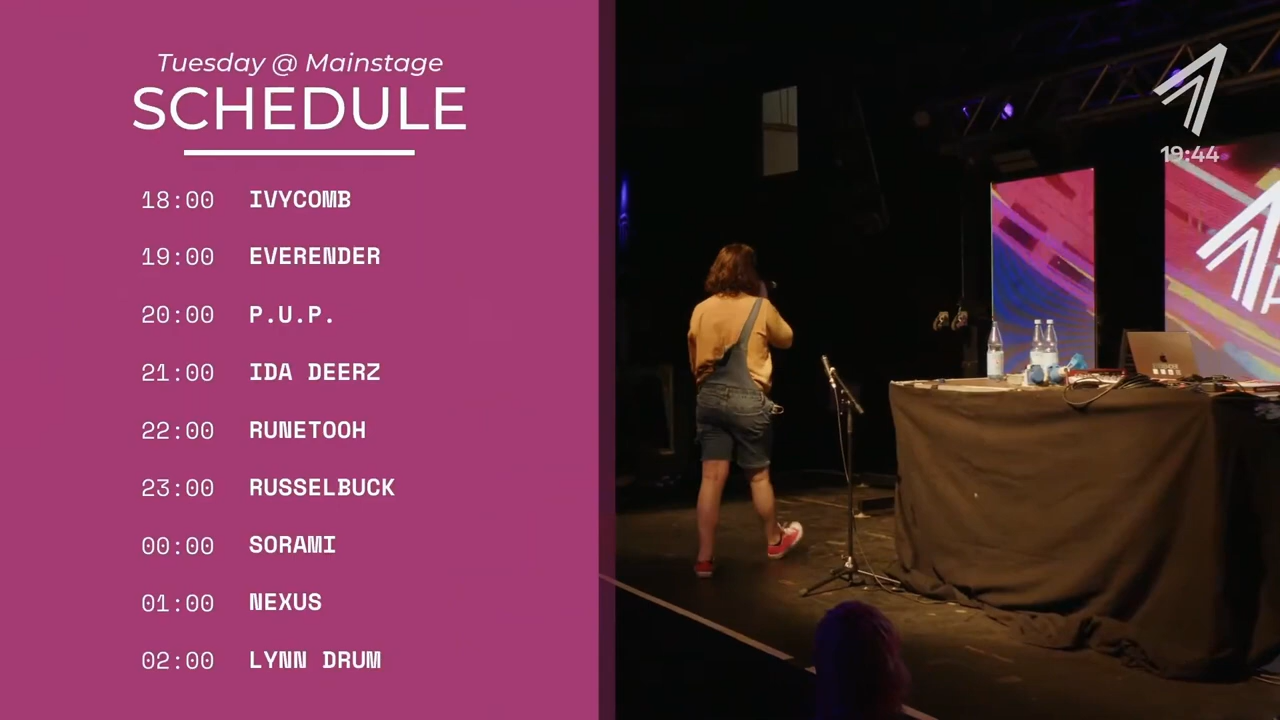 Tuesday @ Mainstage
SCHEDULE
18:00 IVYCOMB
19:00 EVERENDER
20:00 P.U.P.
21:00 IDA DEERZ
22:00 RUNETOOH
23:00 RUSSELBUCK
00:00 SORAMI
01:00 NEXUS
02:00 LYNN DRUM
19:44